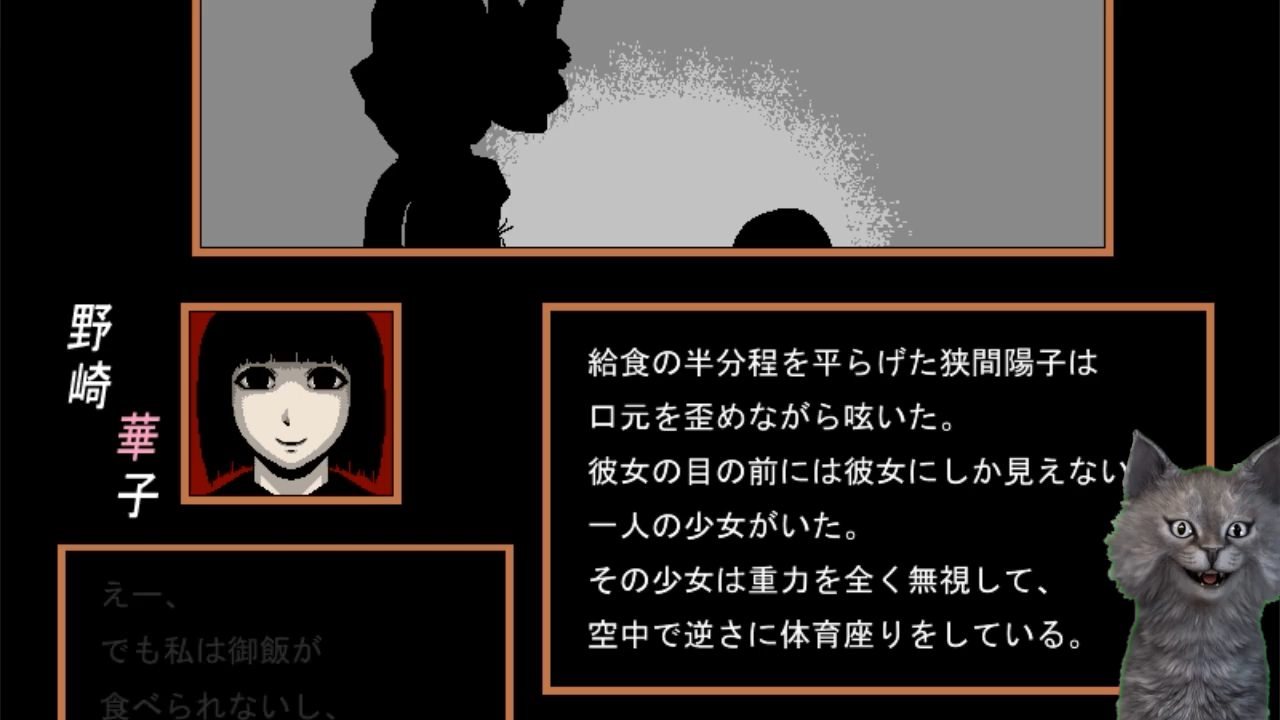 野崎
華子
給食の半分程を平らげた狭間陽子は
口元を歪めながら呟いた。
彼女の目の前には彼女にしか見えない
一人の少女がいた。
その少女は重力を全く無視して、
空中で逆さに体育座りをしている。
えー、
でも私は御飯が
食べられないし、